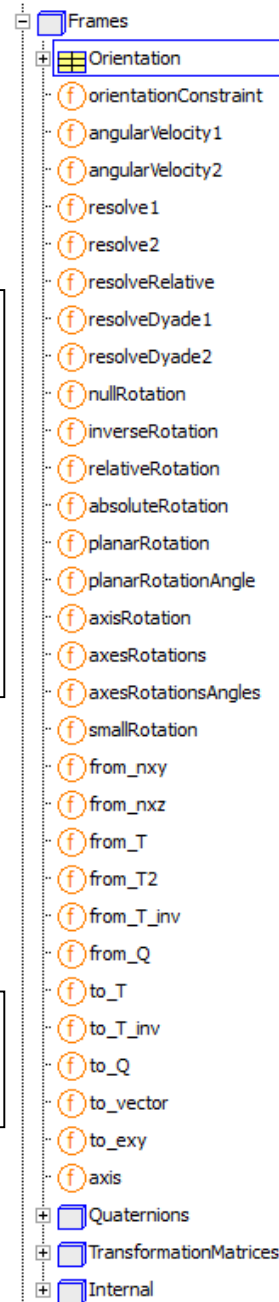 Frames
Orientation
f orientationConstraint
f angularVelocity1
f angularVelocity2
f resolve1
f resolve2
f resolveRelative
f resolveDyade1
f resolveDyade2
f nullRotation
f inverseRotation
f relativeRotation
f absoluteRotation
f planarRotation
f planarRotationAngle
f axisRotation
f axesRotations
f axesRotationsAngles
f smallRotation
f from_nxy
f from_nxz
f from_T
f from_T2
f from_T_inv
f from_Q
f to_T
f to_T_inv
f to_Q
f to_vector
f to_exy
f axis
Quaternions
TransformationMatrices
Internal